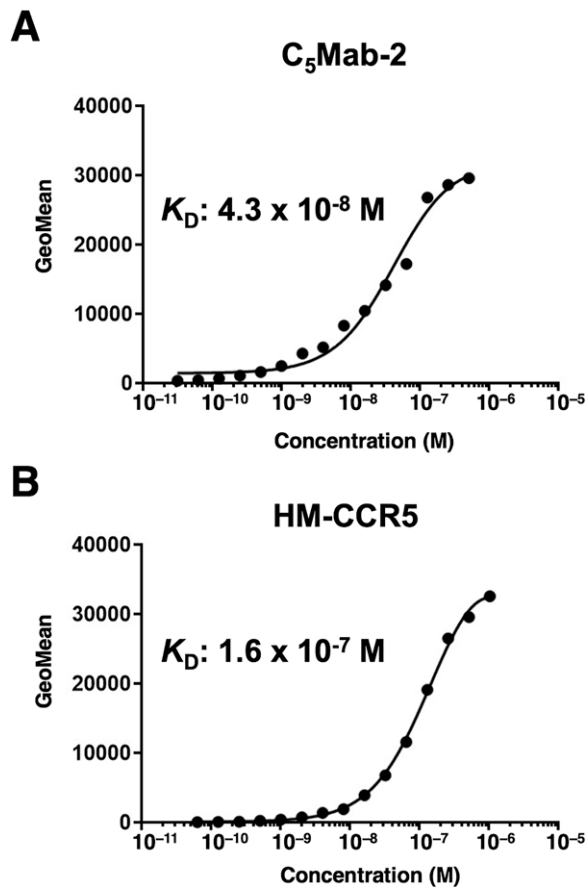 A
C₅Mab-2
40000
30000
20000
10000
0
GeoMean
K_D: 4.3 x 10⁻⁸ M
10⁻¹¹ 10⁻¹⁰ 10⁻⁹ 10⁻⁸ 10⁻⁷ 10⁻⁶ 10⁻⁵
Concentration (M)
B
HM-CCR5
40000
30000
20000
10000
0
GeoMean
K_D: 1.6 x 10⁻⁷ M
10⁻¹¹ 10⁻¹⁰ 10⁻⁹ 10⁻⁸ 10⁻⁷ 10⁻⁶ 10⁻⁵
Concentration (M)